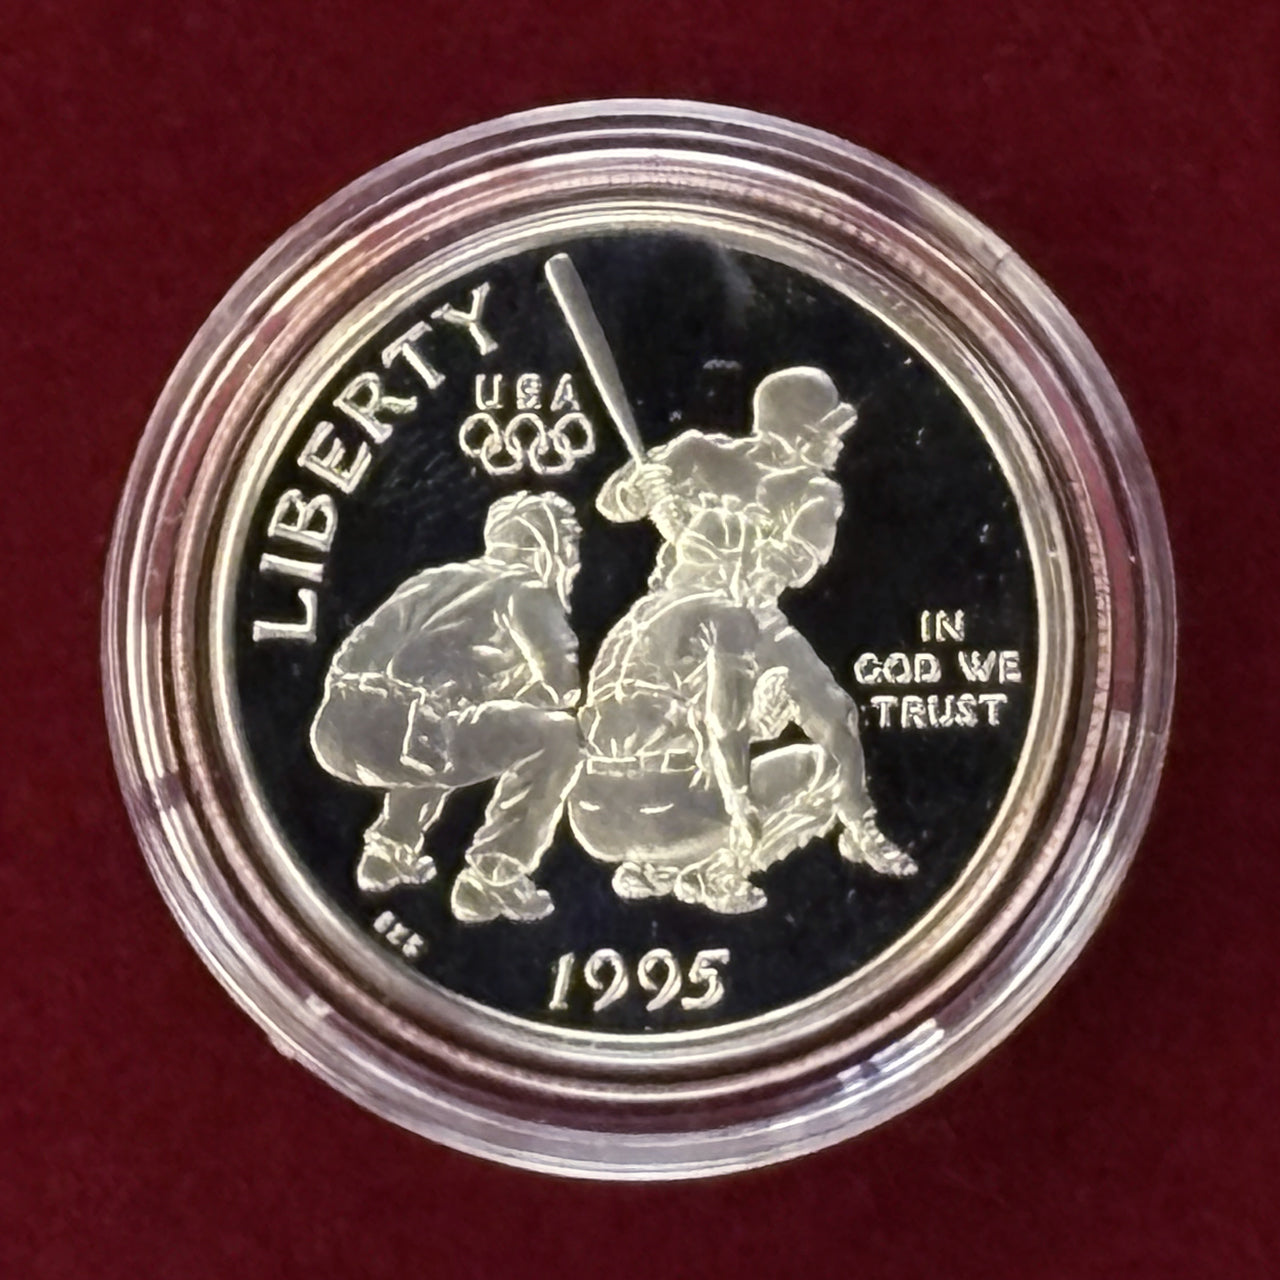 LIBERTY
USA
IN
GOD WE
TRUST
1995